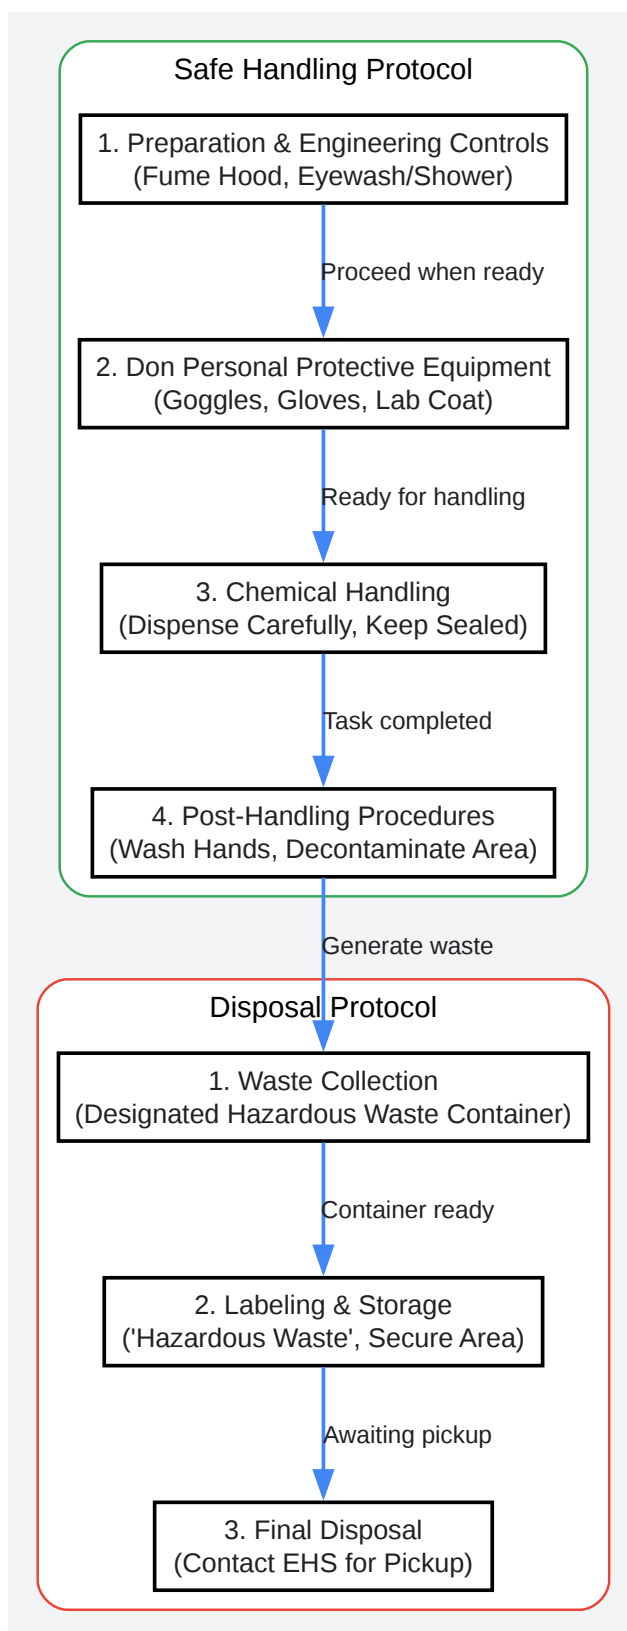 Safe Handling Protocol
1. Preparation & Engineering Controls
(Fume Hood, Eyewash/Shower)
Proceed when ready
2. Don Personal Protective Equipment
(Goggles, Gloves, Lab Coat)
Ready for handling
3. Chemical Handling
(Dispense Carefully, Keep Sealed)
Task completed
4. Post-Handling Procedures
(Wash Hands, Decontaminate Area)
Generate waste
Disposal Protocol
1. Waste Collection
(Designated Hazardous Waste Container)
Container ready
2. Labeling & Storage
('Hazardous Waste', Secure Area)
Awaiting pickup
3. Final Disposal
(Contact EHS for Pickup)